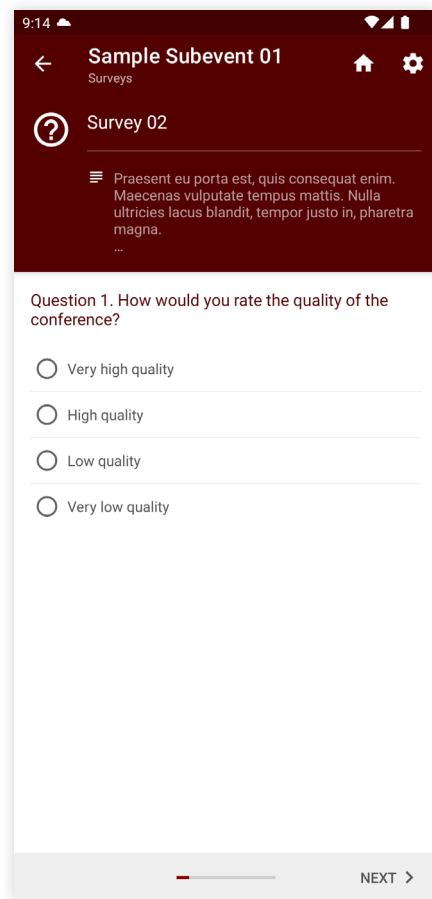 9:14
Sample Subevent 01
Surveys
Survey 02
Praesent eu porta est, quis consequat enim.
Maecenas vulputate tempus mattis. Nulla
ultricies lacus blandit, tempor justo in, pharetra
magna.
...
Question 1. How would you rate the quality of the
conference?
Very high quality
High quality
Low quality
Very low quality
NEXT